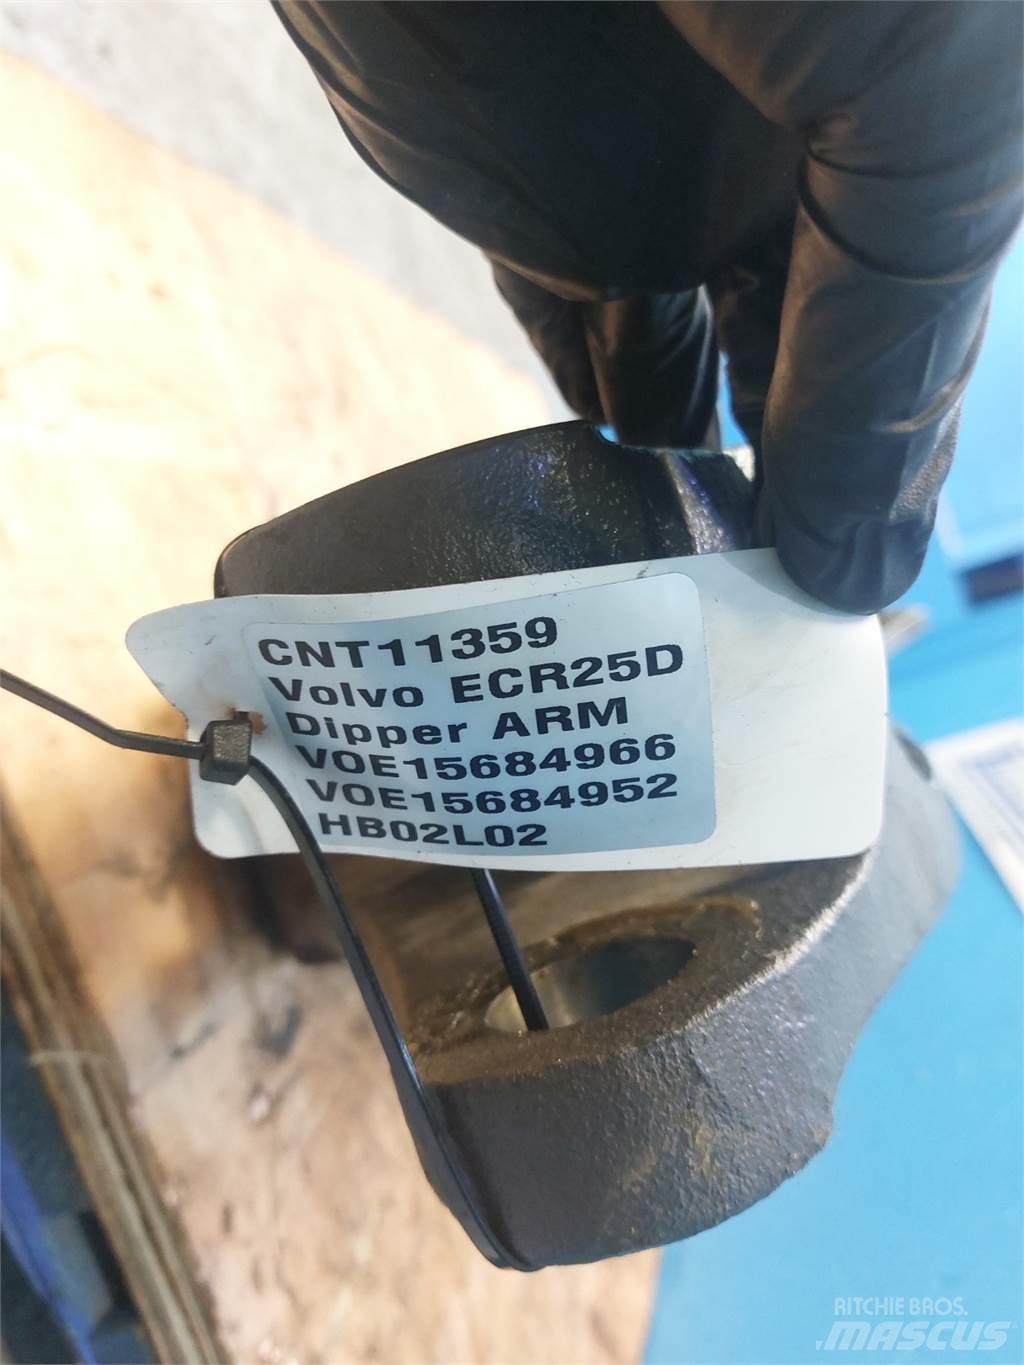 CNT11359
Volvo ECR25D
Dipper ARM
VOE15684966
VOE15684952
HB02L02
RITCHIE BROS.
MASCUS